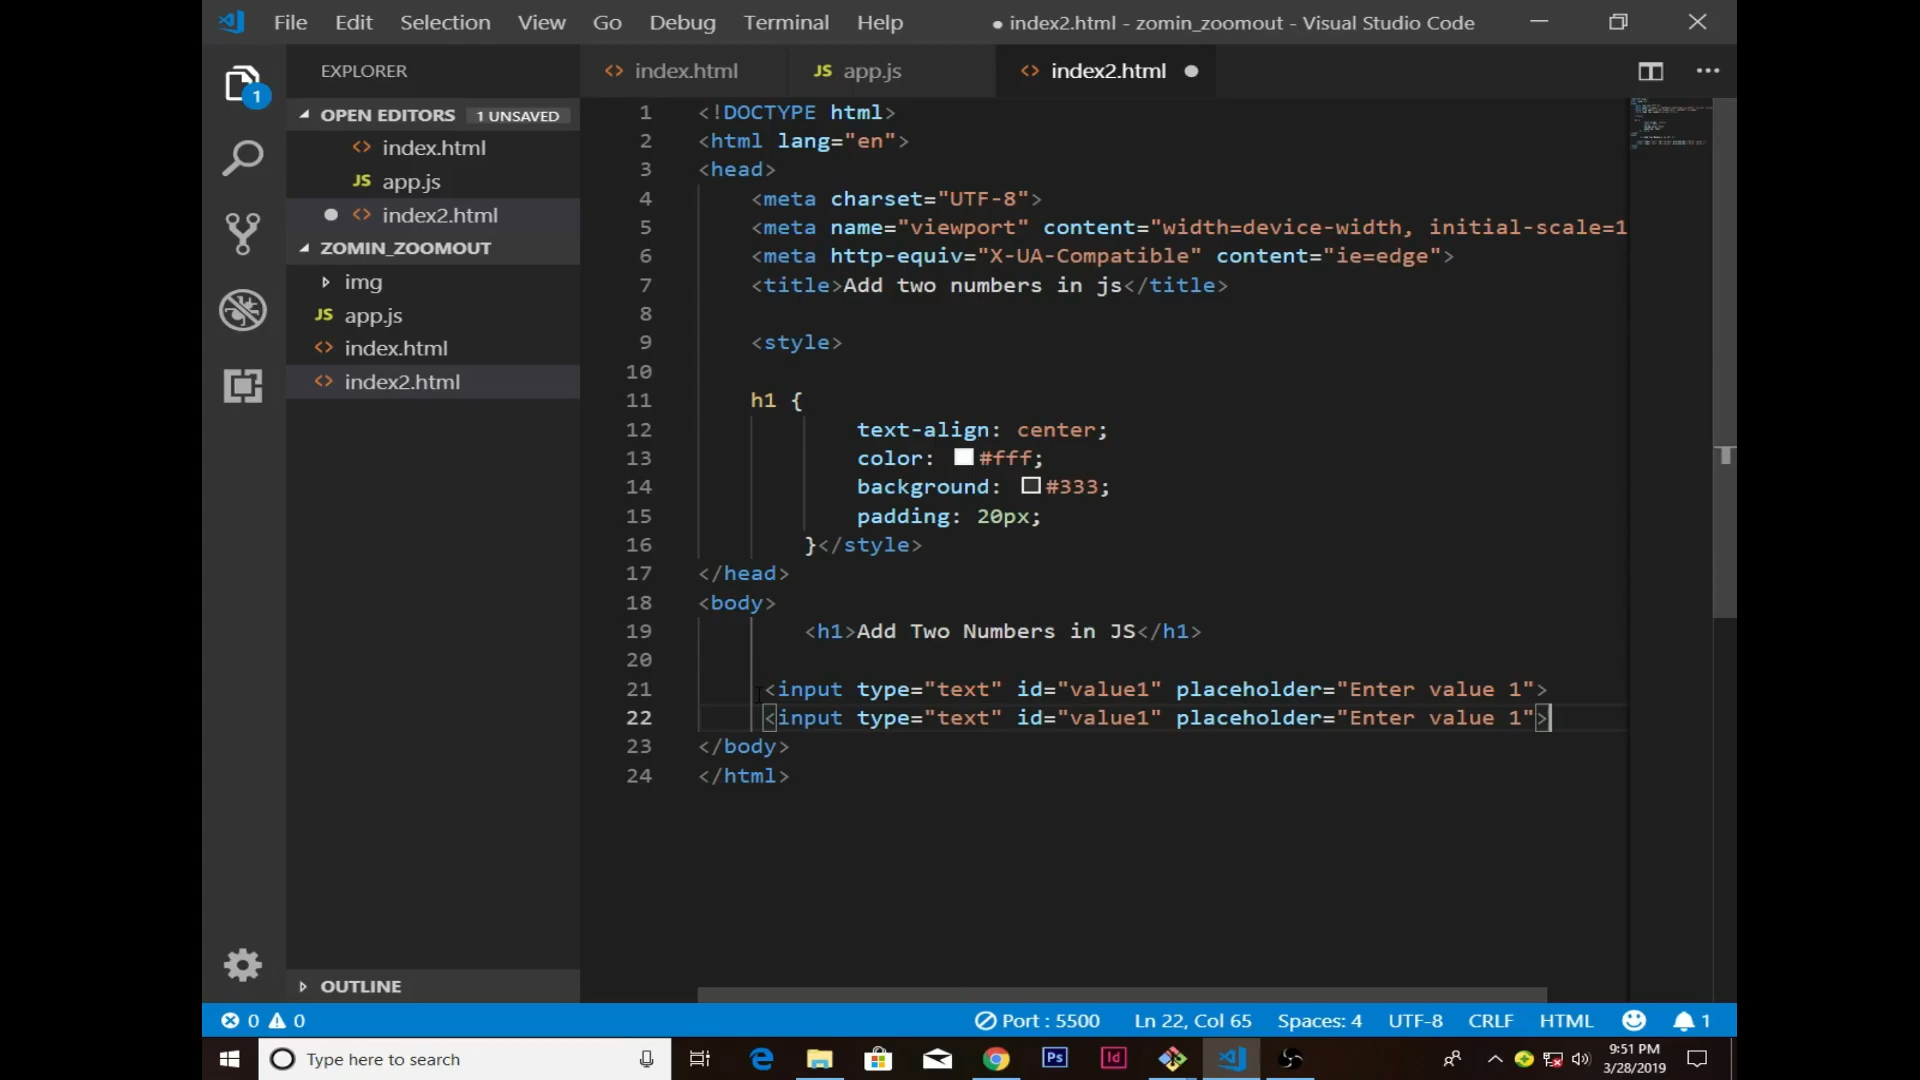 File Edit Selection View Go Debug Terminal Help ● index2.html - zomin_zoomout - Visual Studio Code
EXPLORER
index.html JS app.js index2.html
1
OPEN EDITORS 1 UNSAVED
index.html
JS app.js
index2.html
ZOMIN_ZOOMOUT
img
JS app.js
index.html
index2.html
OUTLINE
1 <!DOCTYPE html>
2 <html lang="en">
3 <head>
4 <meta charset="UTF-8">
5 <meta name="viewport" content="width=device-width, initial-scale=1
6 <meta http-equiv="X-UA-Compatible" content="ie=edge">
7 <title>Add two numbers in js</title>
8
9 <style>
10
11 h1 {
12 text-align: center;
13 color: #fff;
14 background: #333;
15 padding: 20px;
16 }</style>
17 </head>
18 <body>
19 <h1>Add Two Numbers in JS</h1>
20
21 <input type="text" id="value1" placeholder="Enter value 1">
22 <input type="text" id="value1" placeholder="Enter value 1">
23 </body>
24 </html>
0 0 Port : 5500 Ln 22, Col 65 Spaces: 4 UTF-8 CRLF HTML 1
Type here to search Ps Id 9:51 PM
3/28/2019